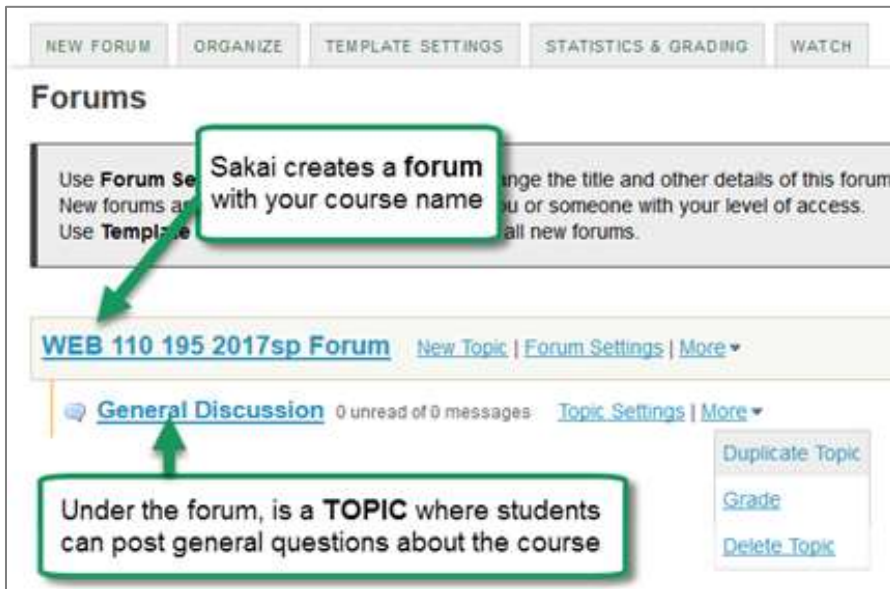 NEW FORUM ORGANIZE TEMPLATE SETTINGS STATISTICS & GRADING WATCH
Forums
Sakai creates a forum
with your course name
Use Forum Se nge the title and other details of this forum
New forums a u or someone with your level of access.
Use Templa all new forums.
WEB 110 195 2017sp Forum New Topic | Forum Settings | More
General Discussion 0 unread of 0 messages Topic Settings | More
Duplicate Topic
Grade
Delete Topic
Under the forum, is a TOPIC where students
can post general questions about the course